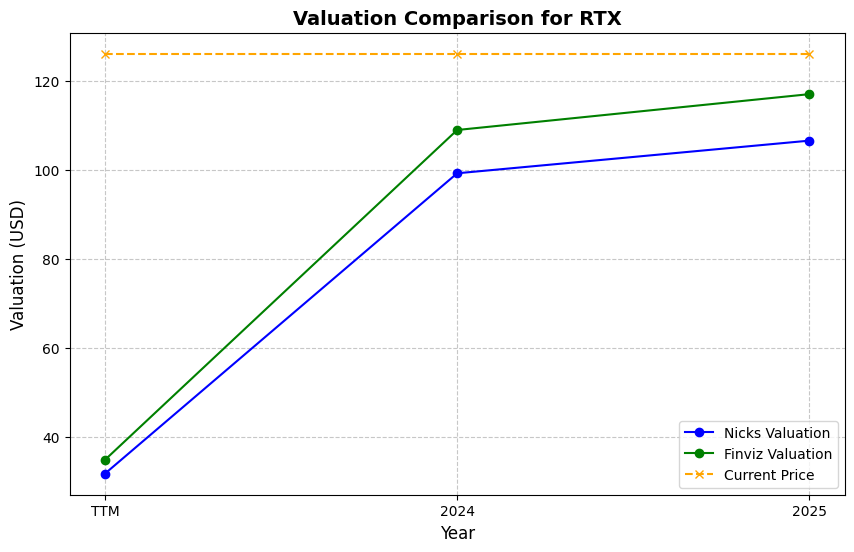 Valuation Comparison for RTX
Valuation (USD)
120
100
80
60
40
TTM
2024
2025
Year
Nicks Valuation
Finviz Valuation
Current Price